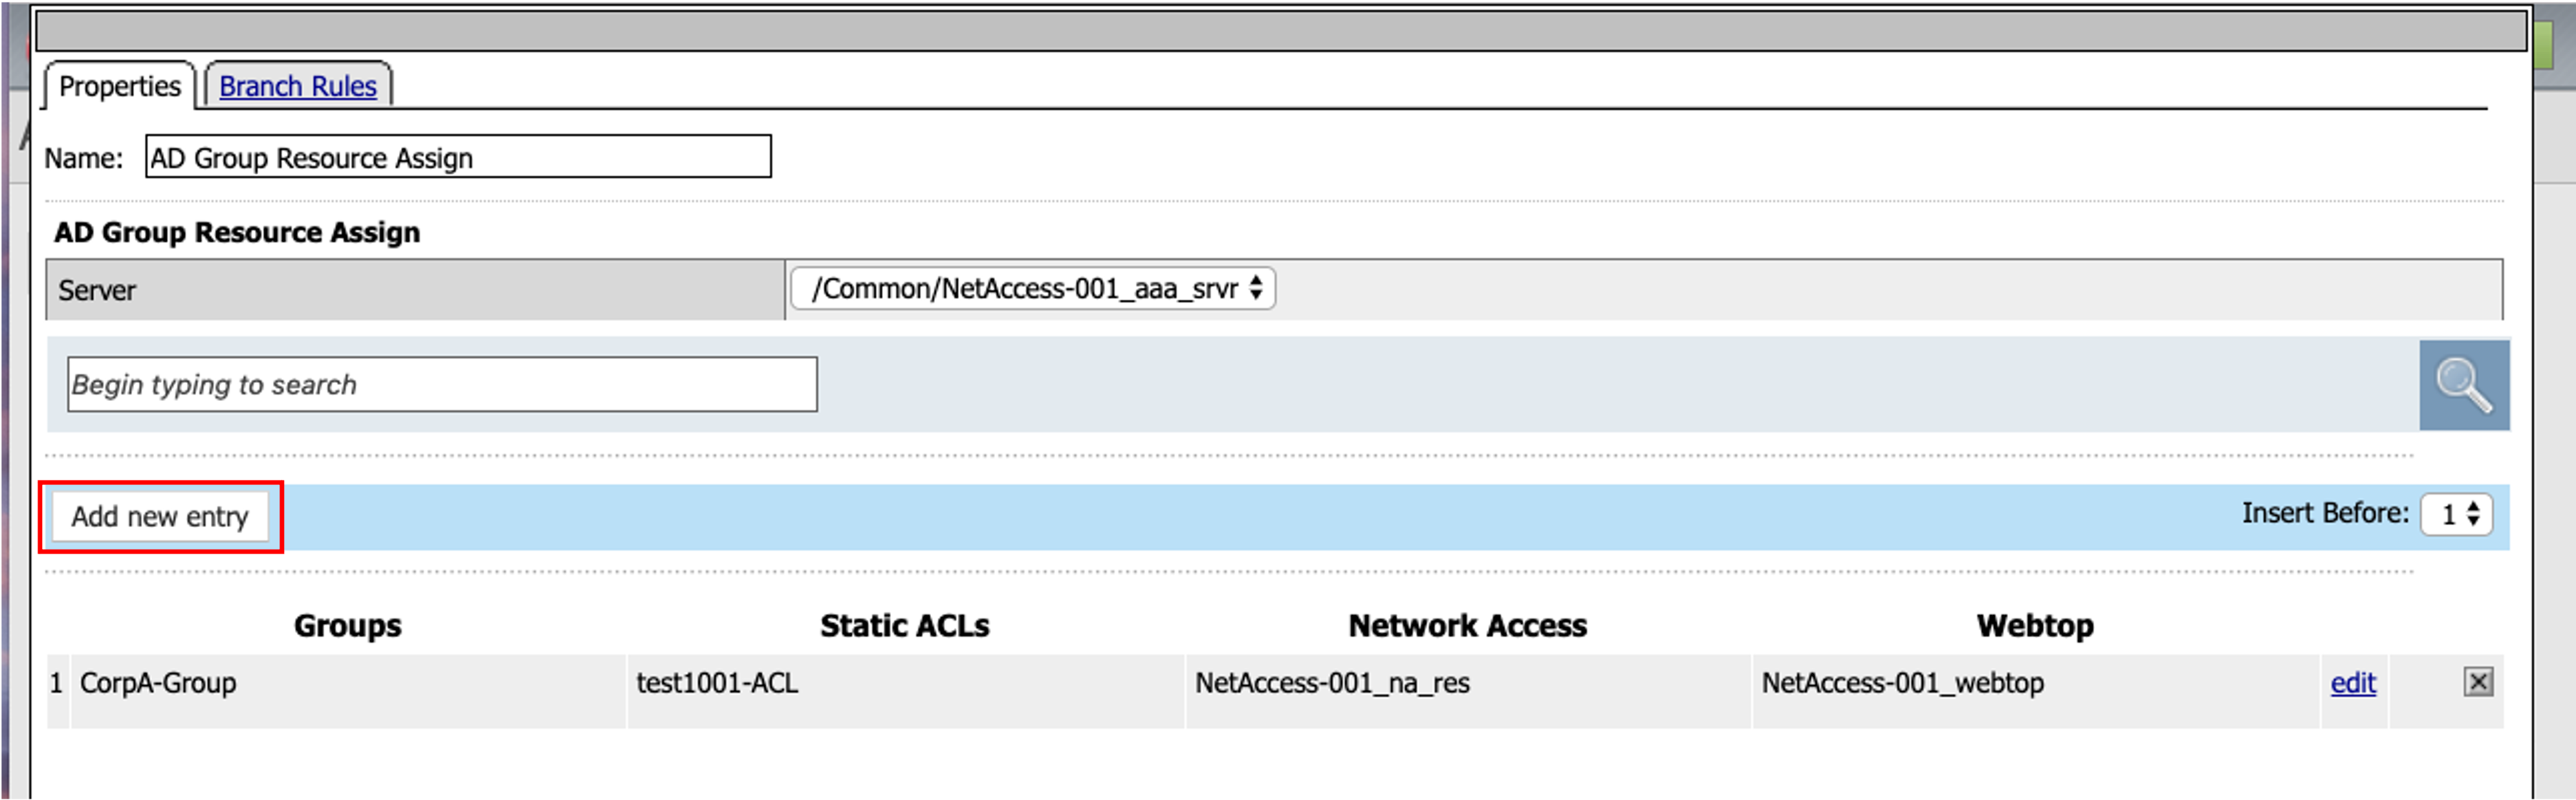 Properties Branch Rules
Name: AD Group Resource Assign
AD Group Resource Assign
Server /Common/NetAccess-001_aaa_srvr
Begin typing to search
Add new entry Insert Before: 1
Groups Static ACLs Network Access Webtop
1 CorpA-Group test1001-ACL NetAccess-001_na_res NetAccess-001_webtop edit